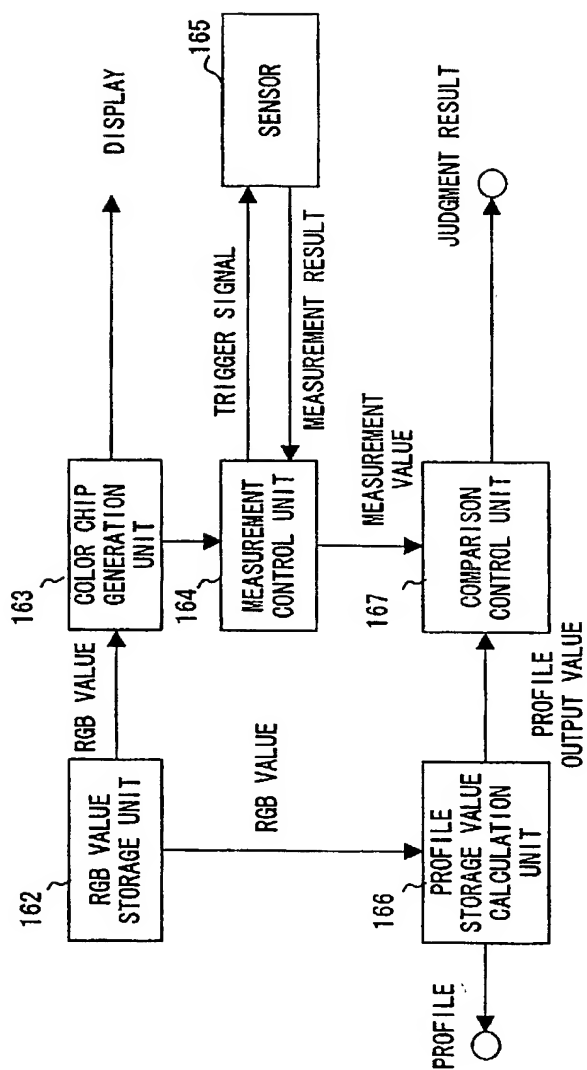 162
RGB VALUE
STORAGE UNIT
RGB VALUE
163
COLOR CHIP
GENERATION
UNIT
DISPLAY
RGB VALUE
164
MEASUREMENT
CONTROL UNIT
TRIGGER SIGNAL
MEASUREMENT RESULT
165
SENSOR
MEASUREMENT
VALUE
PROFILE
166
PROFILE
STORAGE VALUE
CALCULATION
UNIT
PROFILE
OUTPUT VALUE
167
COMPARISON
CONTROL UNIT
JUDGMENT RESULT